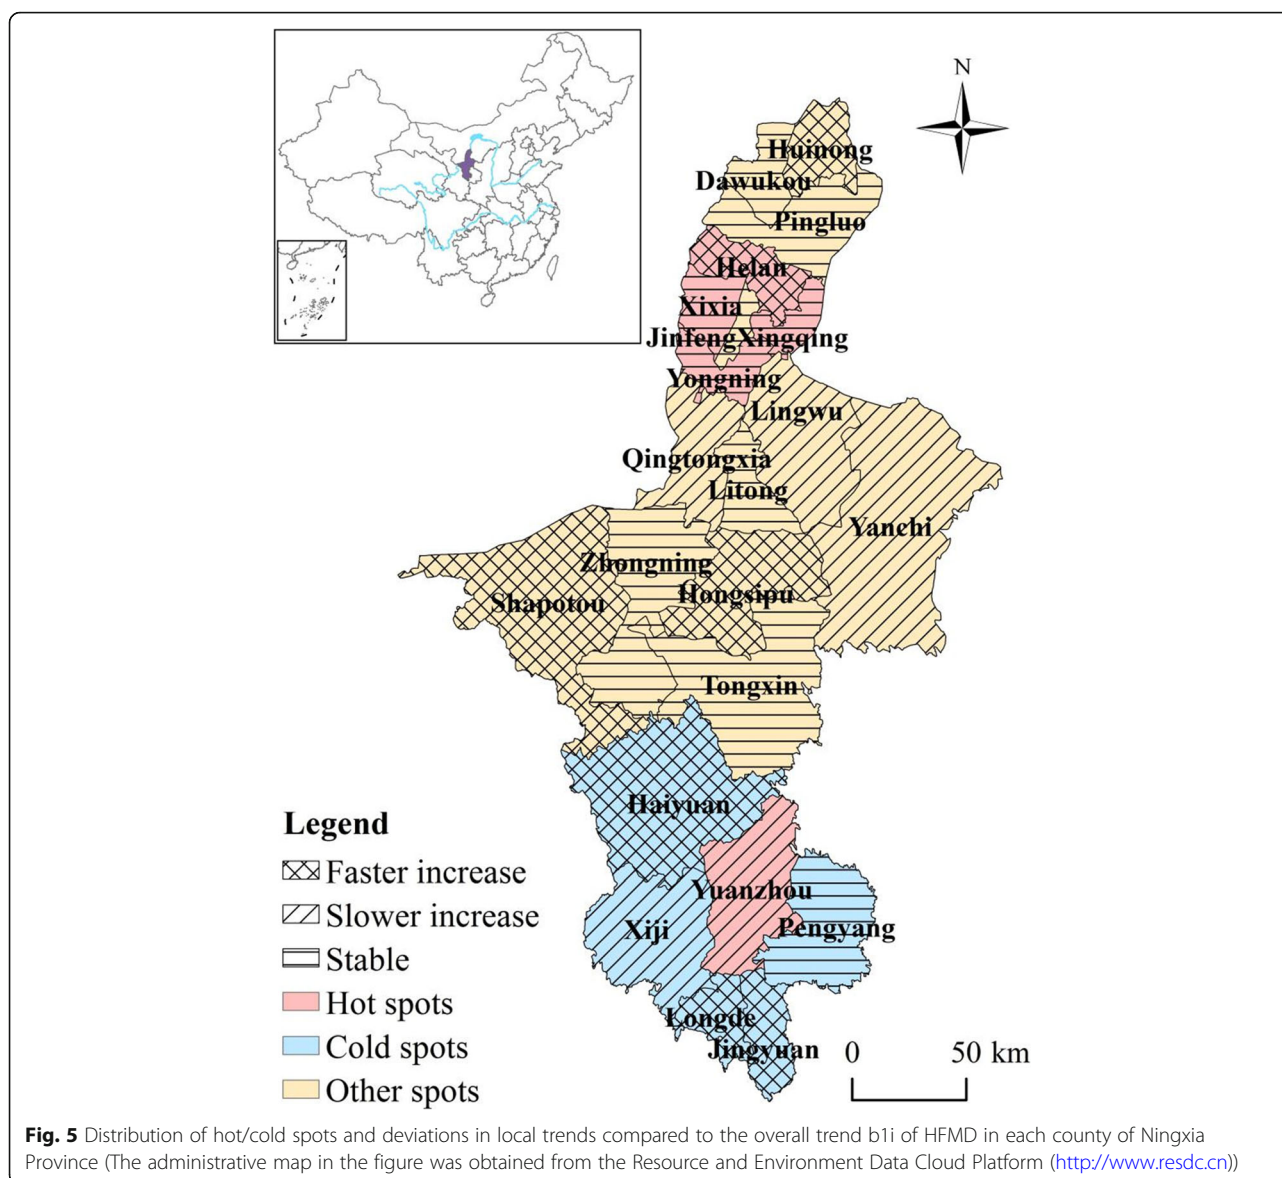 N
Huinong
Dawukou
Pingluo
Helan
Xixia
Jinfeng Xingqing
Yongning
Lingwu
Qingtongxia
Litong
Yanchi
Zhongning
Hongsipu
Shapotou
Tongxin
Haiyuan
Yuanzhou
Xiji
Pengyang
Longde
Jingyuan
Legend
Faster increase
Slower increase
Stable
Hot spots
Cold spots
Other spots
0 50 km
Fig. 5 Distribution of hot/cold spots and deviations in local trends compared to the overall trend b1i of HFMD in each county of Ningxia
Province (The administrative map in the figure was obtained from the Resource and Environment Data Cloud Platform (http://www.resdc.cn))